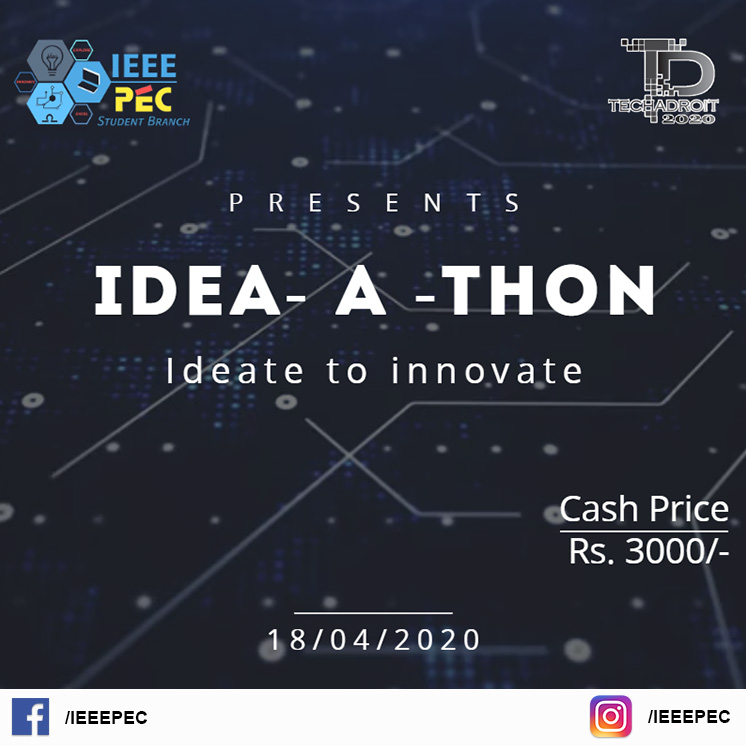 IEEE
PEC
STUDENT BRANCH
TD
TECHADROIT
2020
PRESENTS
IDEA- A -THON
Ideate to innovate
Cash Price
Rs. 3000/-
18/04/2020
/IEEEPEC
/IEEEPEC